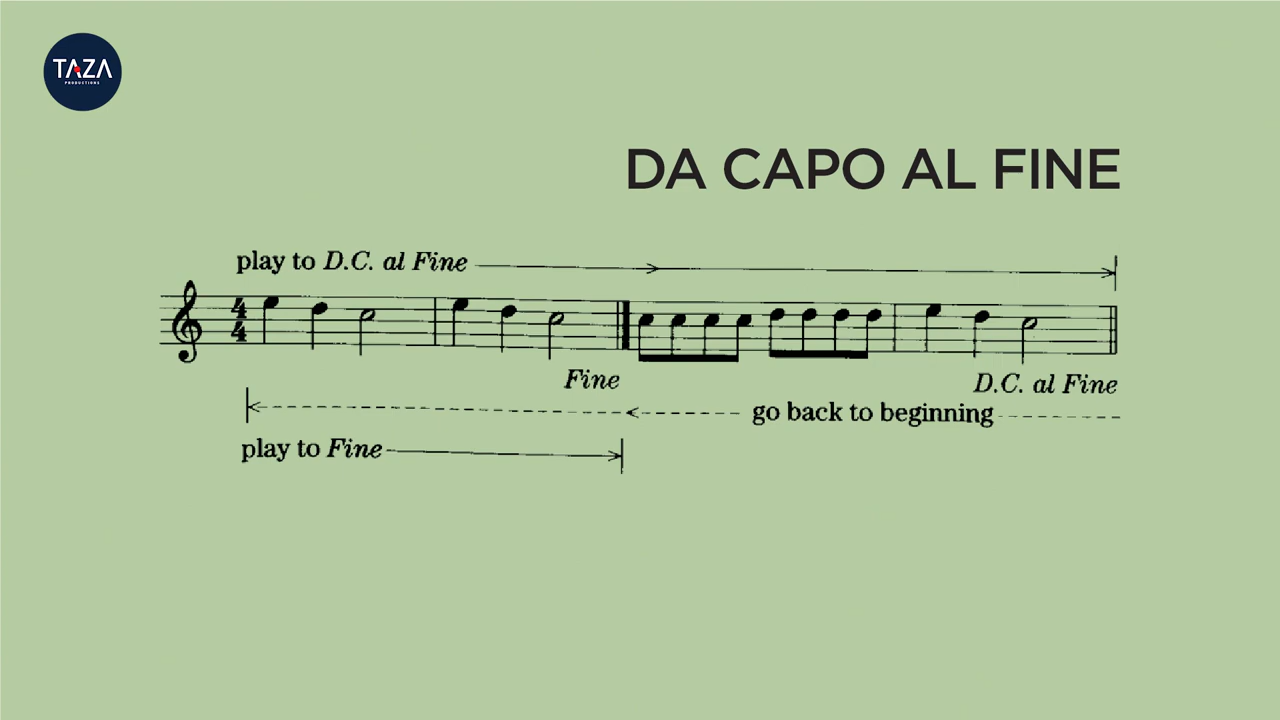 TAZA
PRODUCTIONS
DA CAPO AL FINE
play to D.C. al Fine
4
4
Fine
D.C. al Fine
go back to beginning
play to Fine